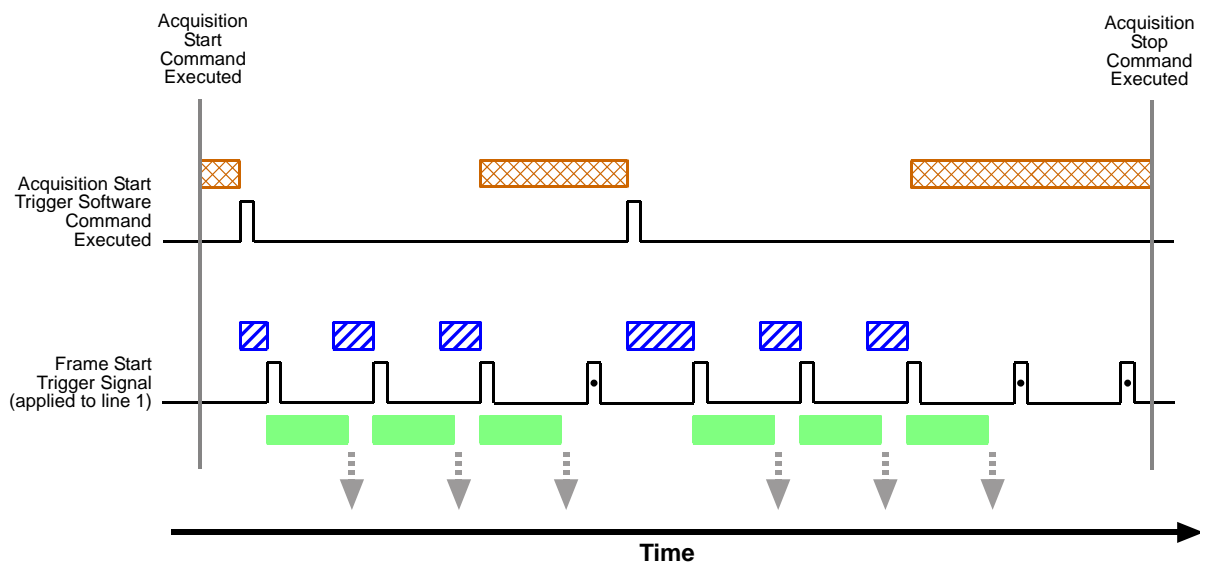 Acquisition
Start
Command
Executed
Acquisition
Stop
Command
Executed
Acquisition Start
Trigger Software
Command
Executed
Frame Start
Trigger Signal
(applied to line 1)
Time